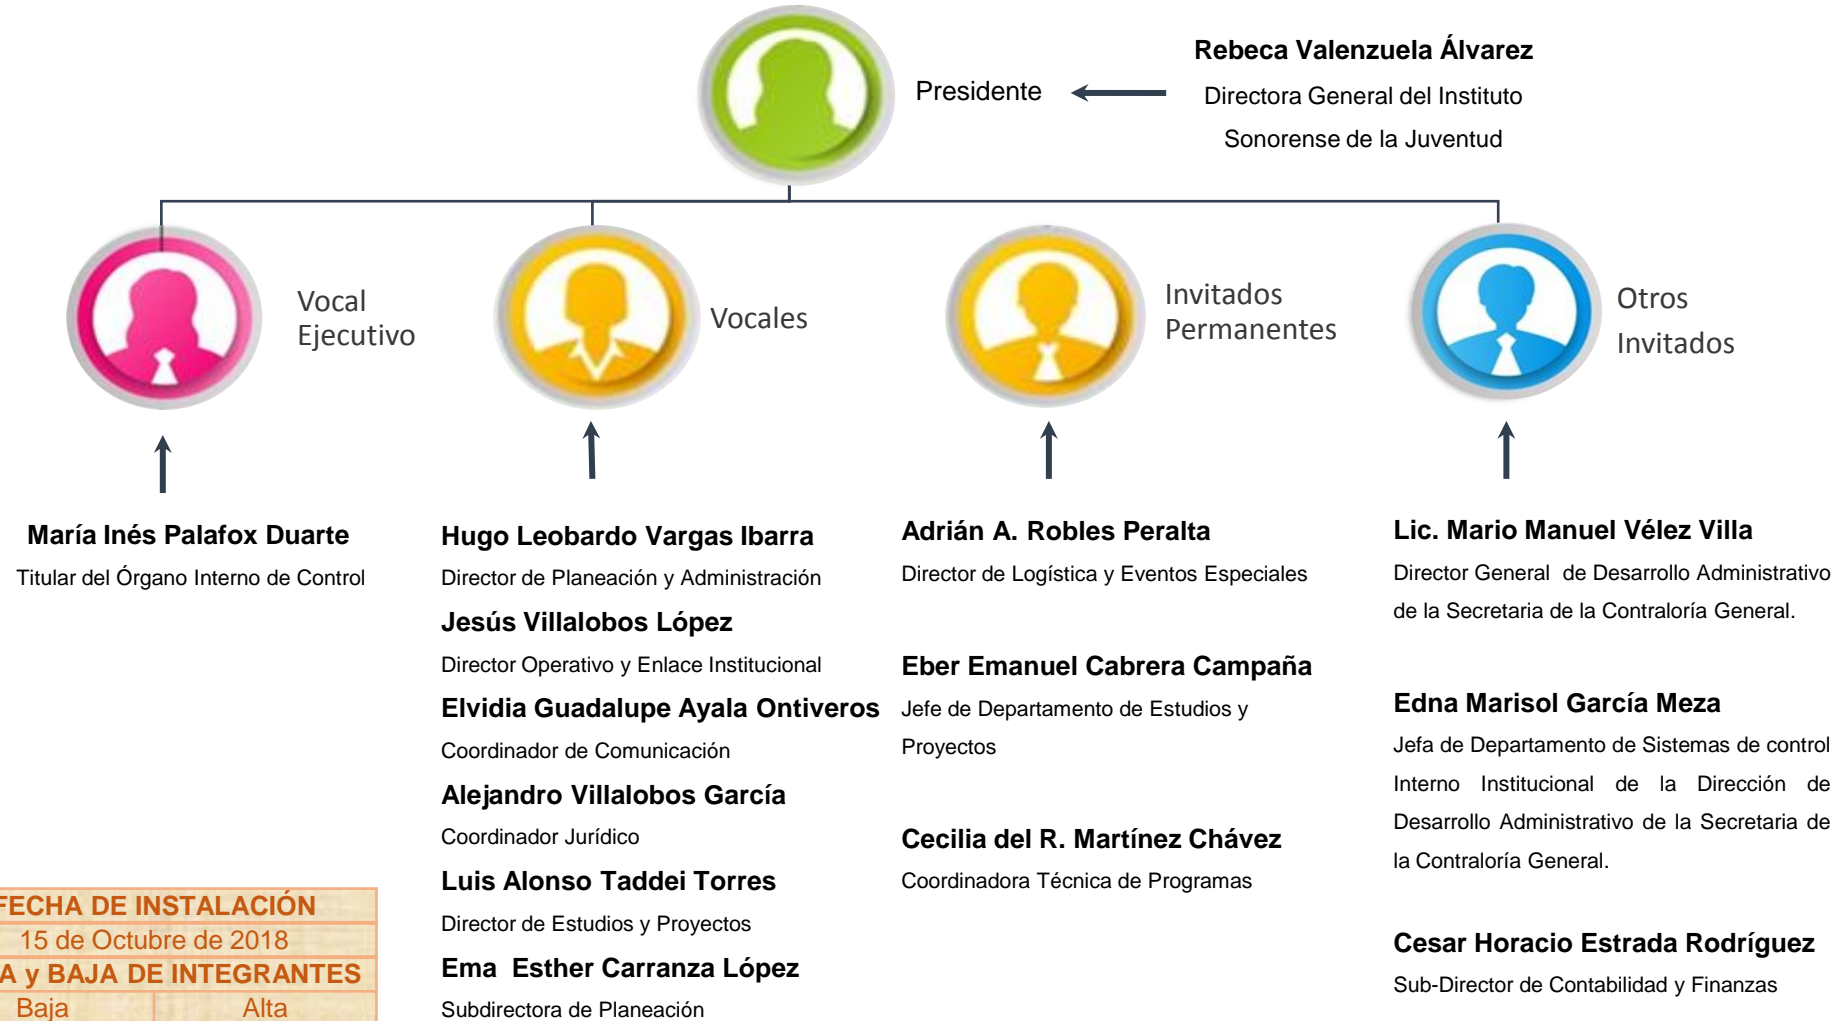 Presidente
Rebeca Valenzuela Álvarez
Directora General del Instituto
Sonorense de la Juventud
Vocal
Ejecutivo
Vocales
Invitados
Permanentes
Otros
Invitados
María Inés Palafox Duarte
Titular del Órgano Interno de Control
Hugo Leobardo Vargas Ibarra
Director de Planeación y Administración
Jesús Villalobos López
Director Operativo y Enlace Institucional
Elvidia Guadalupe Ayala Ontiveros
Coordinador de Comunicación
Alejandro Villalobos García
Coordinador Jurídico
Luis Alonso Taddei Torres
Director de Estudios y Proyectos
Ema Esther Carranza López
Subdirectora de Planeación
Adrián A. Robles Peralta
Director de Logística y Eventos Especiales
Eber Emanuel Cabrera Campaña
Jefe de Departamento de Estudios y
Proyectos
Cecilia del R. Martínez Chávez
Coordinadora Técnica de Programas
Lic. Mario Manuel Vélez Villa
Director General de Desarrollo Administrativo
de la Secretaria de la Contraloría General.
Edna Marisol García Meza
Jefa de Departamento de Sistemas de control
Interno Institucional de la Dirección de
Desarrollo Administrativo de la Secretaria de
la Contraloría General.
Cesar Horacio Estrada Rodríguez
Sub-Director de Contabilidad y Finanzas
FECHA DE INSTALACIÓN
15 de Octubre de 2018
A y BAJA DE INTEGRANTES
Baja Alta